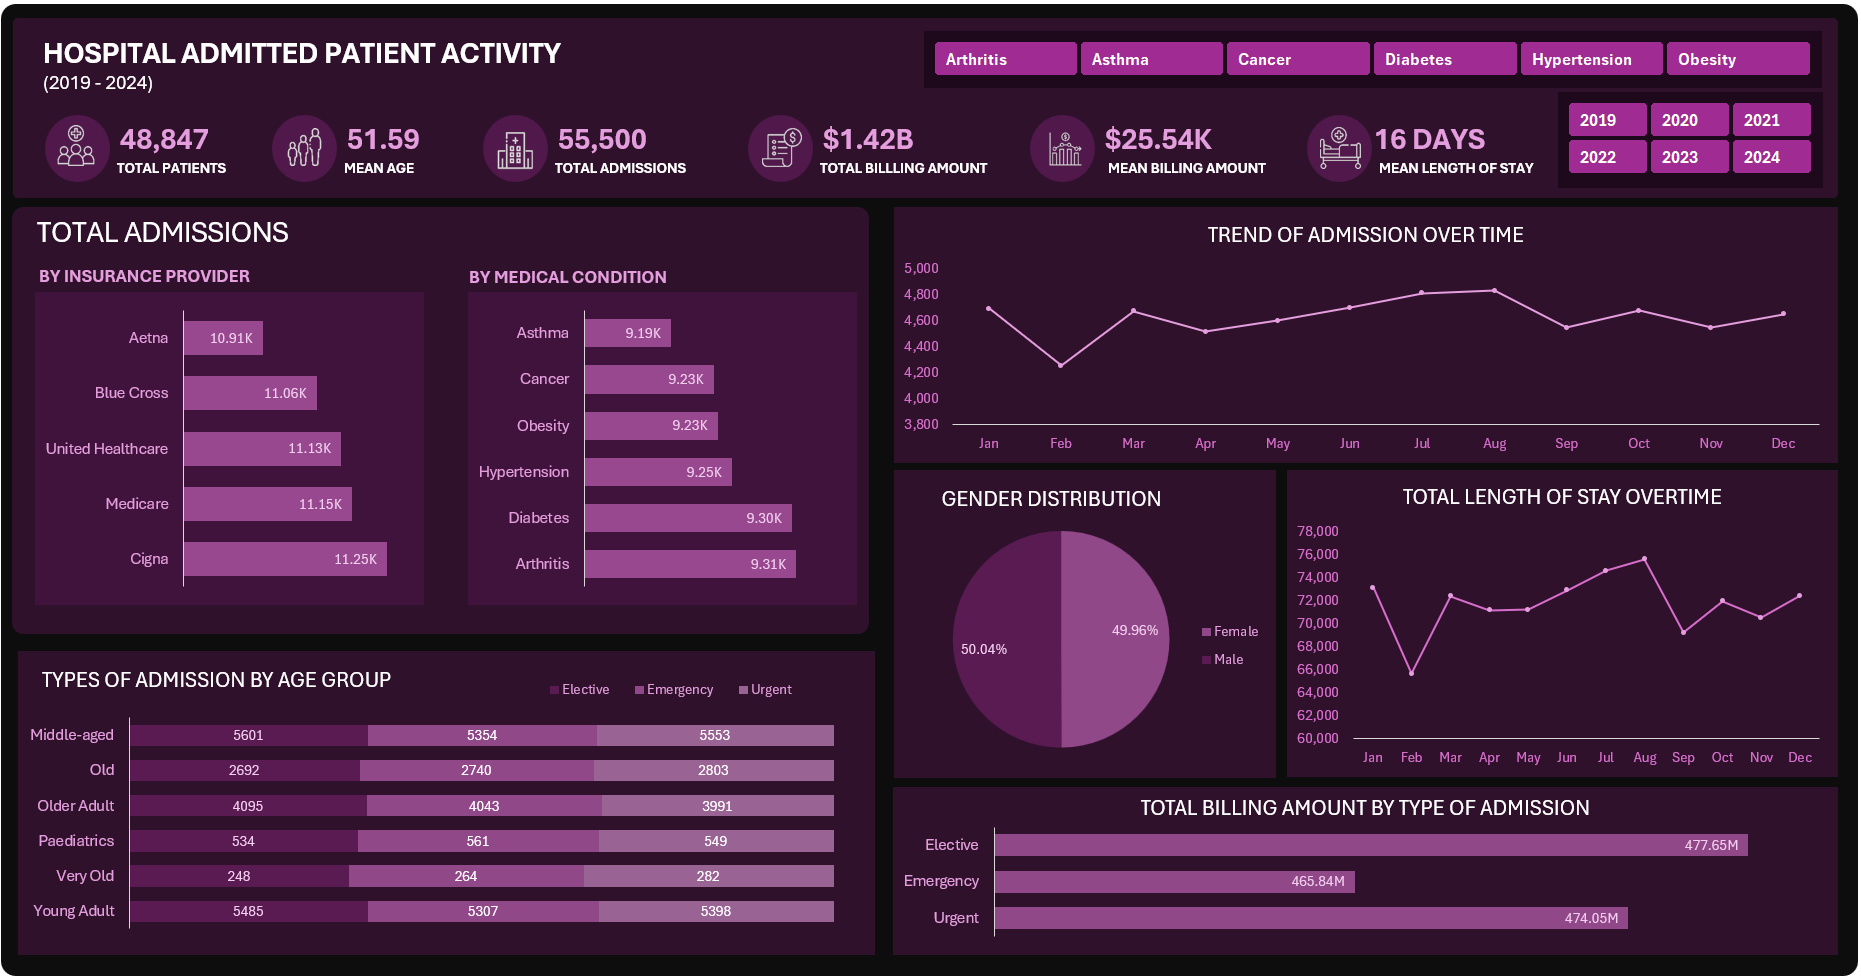 HOSPITAL ADMITTED PATIENT ACTIVITY
(2019 - 2024)
Arthritis
Asthma
Cancer
Diabetes
Hypertension
Obesity
2019
2020
2021
2022
2023
2024
48,847
TOTAL PATIENTS
51.59
MEAN AGE
55,500
TOTAL ADMISSIONS
$1.42B
TOTAL BILLLING AMOUNT
$25.54K
MEAN BILLING AMOUNT
16 DAYS
MEAN LENGTH OF STAY
TOTAL ADMISSIONS
BY INSURANCE PROVIDER
Aetna 10.91K
Blue Cross 11.06K
United Healthcare 11.13K
Medicare 11.15K
Cigna 11.25K
BY MEDICAL CONDITION
Asthma 9.19K
Cancer 9.23K
Obesity 9.23K
Hypertension 9.25K
Diabetes 9.30K
Arthritis 9.31K
TREND OF ADMISSION OVER TIME
5,000
4,800
4,600
4,400
4,200
4,000
3,800
Jan Feb Mar Apr May Jun Jul Aug Sep Oct Nov Dec
GENDER DISTRIBUTION
50.04%
49.96%
Female
Male
TOTAL LENGTH OF STAY OVERTIME
78,000
76,000
74,000
72,000
70,000
68,000
66,000
64,000
62,000
60,000
Jan Feb Mar Apr May Jun Jul Aug Sep Oct Nov Dec
TYPES OF ADMISSION BY AGE GROUP
Elective Emergency Urgent
Middle-aged 5601 5354 5553
Old 2692 2740 2803
Older Adult 4095 4043 3991
Paediatrics 534 561 549
Very Old 248 264 282
Young Adult 5485 5307 5398
TOTAL BILLING AMOUNT BY TYPE OF ADMISSION
Elective 477.65M
Emergency 465.84M
Urgent 474.05M